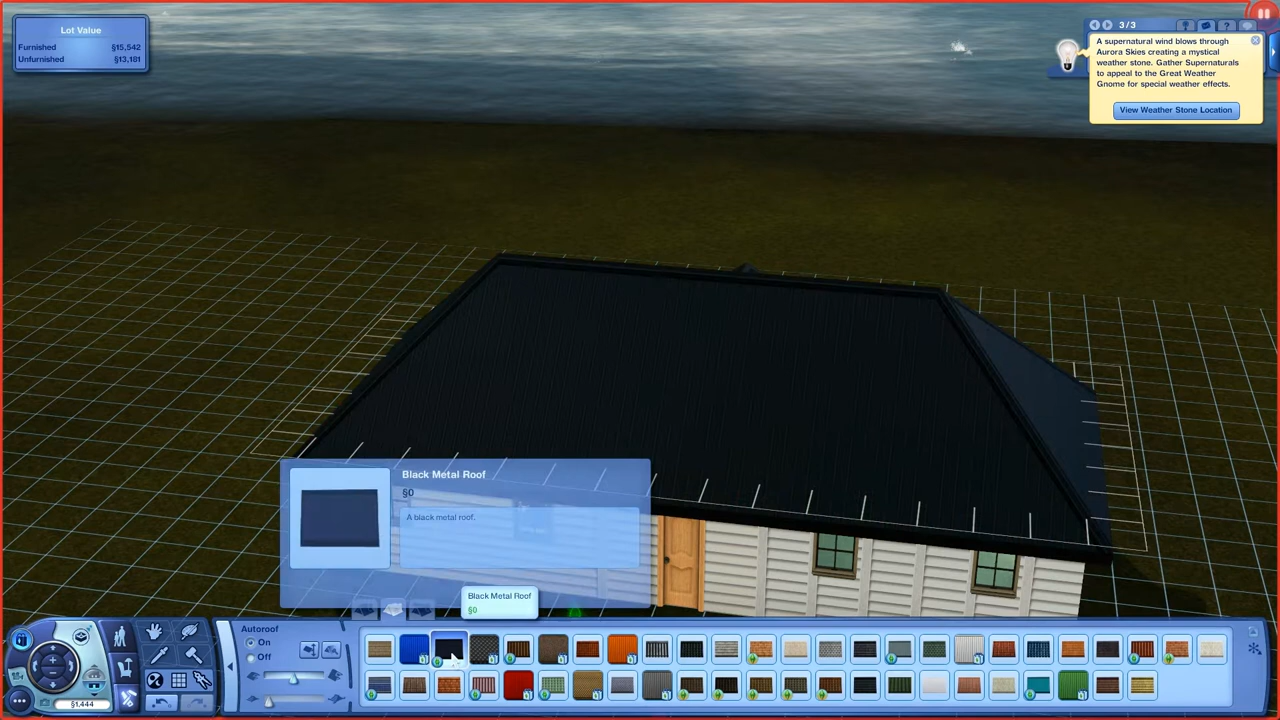 Lot Value
Furnished §15,542
Unfurnished §13,181
3/3
?
A supernatural wind blows through
Aurora Skies creating a mystical
weather stone. Gather Supernaturals
to appeal to the Great Weather
Gnome for special weather effects.
View Weather Stone Location
Black Metal Roof
§0
A black metal roof.
Black Metal Roof
§0
Autoroof
On
Off
§1,444